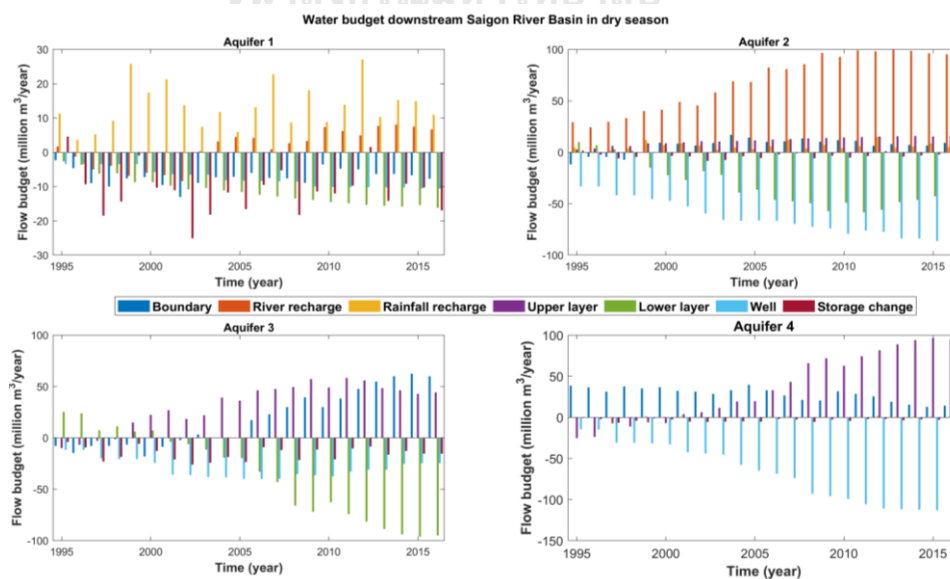 Water budget downstream Saigon River Basin in dry season
Aquifer 1
Flow budget (million m³/year)
30
20
10
0
-10
-20
-30
1995 2000 2005 2010 2015
Time (year)
Aquifer 2
Flow budget (million m³/year)
100
50
0
-50
-100
1995 2000 2005 2010 2015
Time (year)
Boundary River recharge Rainfall recharge Upper layer Lower layer Well Storage change
Aquifer 3
Flow budget (million m³/year)
100
50
0
-50
-100
1995 2000 2005 2010 2015
Time (year)
Aquifer 4
Flow budget (million m³/year)
100
50
0
-50
-100
-150
1995 2000 2005 2010 2015
Time (year)